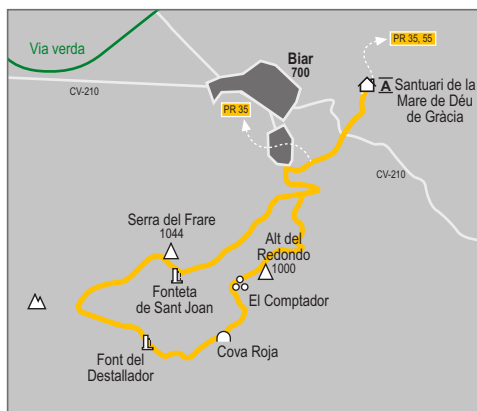 PR 35, 55
Via verda
Biar
700
CV-210
A
Santuari de la
Mare de Déu
de Gràcia
PR 35
CV-210
Serra del Frare
1044
Alt del
Redondo
1000
Fonteta
de Sant Joan
El Comptador
Cova Roja
Font del
Destallador